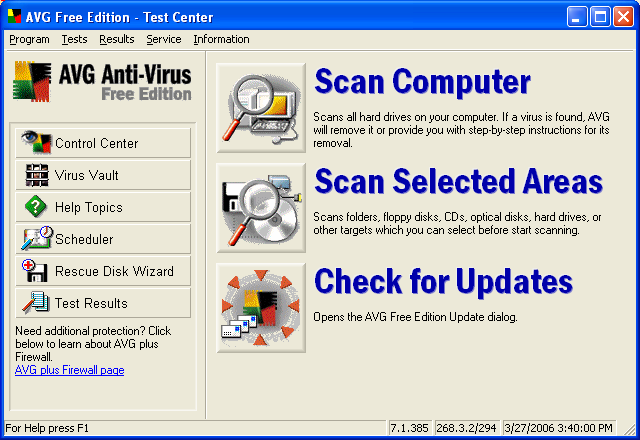 AVG Free Edition - Test Center
Program Tests Results Service Information
AVG Anti-Virus
Free Edition
Control Center
Virus Vault
Help Topics
Scheduler
Rescue Disk Wizard
Test Results
Need additional protection? Click
below to learn about AVG plus
Firewall.
AVG plus Firewall page
Scan Computer
Scans all hard drives on your computer. If a virus is found, AVG
will remove it or provide you with step-by-step instructions for its
removal.
Scan Selected Areas
Scans folders, floppy disks, CDs, optical disks, hard drives, or
other targets which you can select before start scanning.
Check for Updates
Opens the AVG Free Edition Update dialog.
For Help press F1 7.1.385 268.3.2/294 3/27/2006 3:40:00 PM